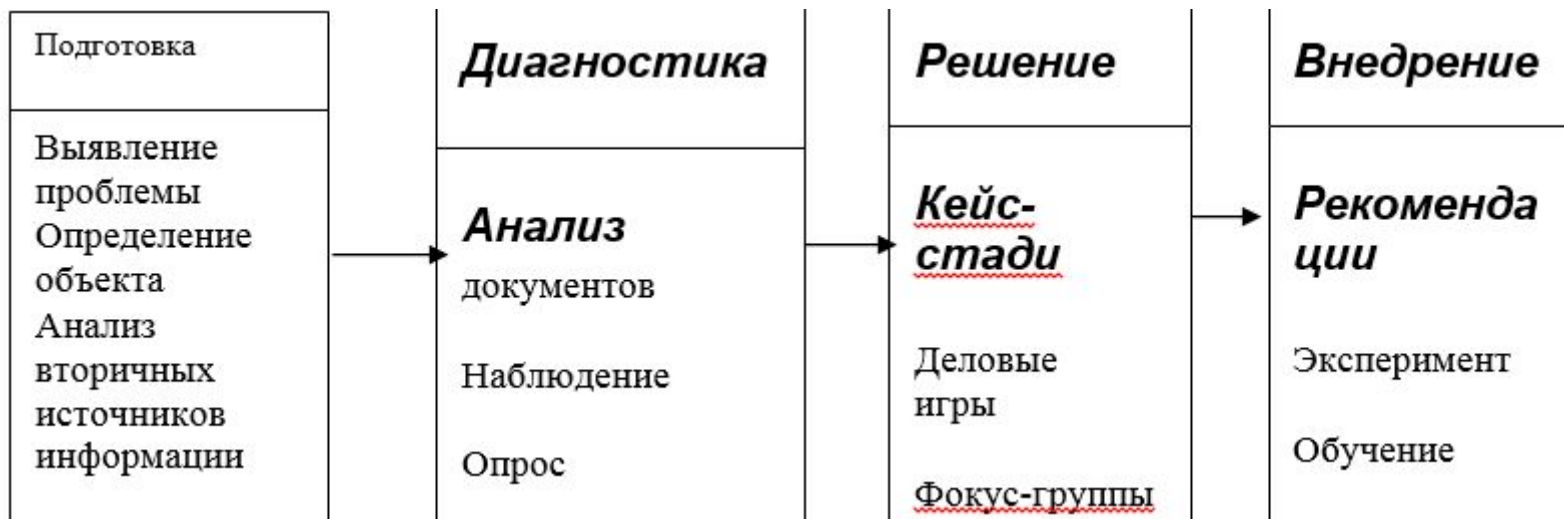 Подготовка
Выявление
проблемы
Определение
объекта
Анализ
вторичных
источников
информации
Диагностика
Анализ
документов
Наблюдение
Опрос
Решение
Кейс-
стади
Деловые
игры
Фокус-группы
Внедрение
Рекоменда
ции
Эксперимент
Обучение